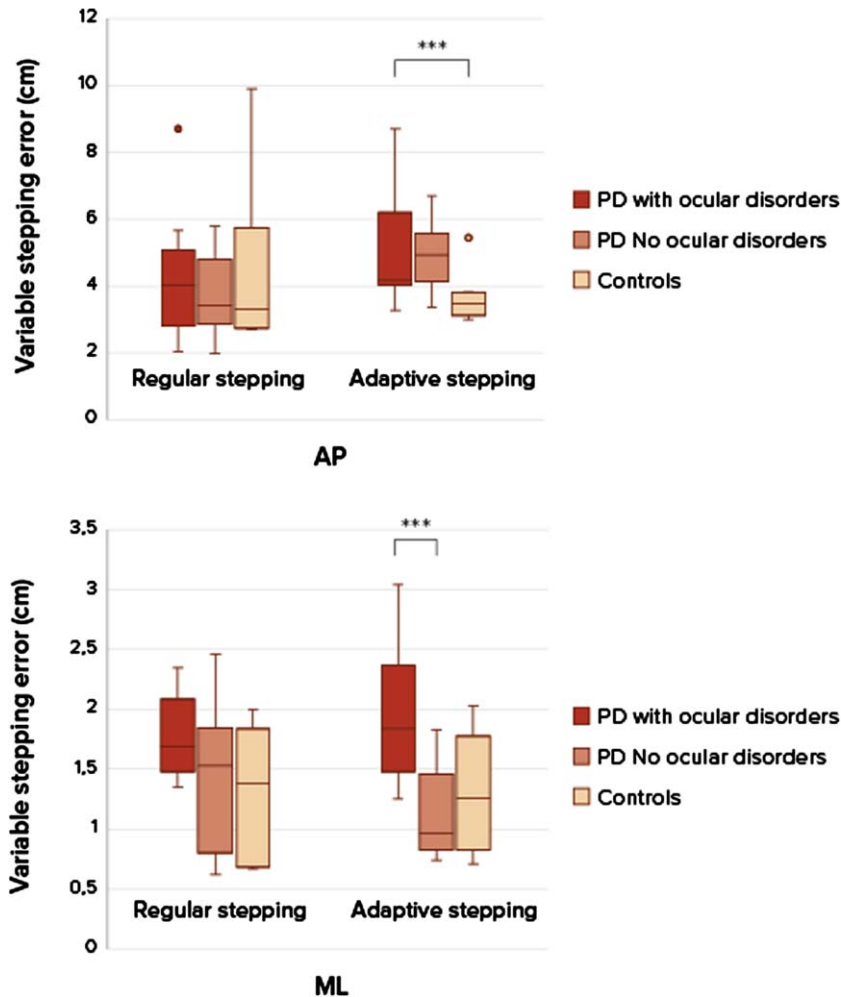 Variable stepping error (cm)
12
10
8
6
4
2
0
***
Regular stepping
Adaptive stepping
AP
PD with ocular disorders
PD No ocular disorders
Controls
Variable stepping error (cm)
3,5
3
2,5
2
1,5
1
0,5
0
***
Regular stepping
Adaptive stepping
ML
PD with ocular disorders
PD No ocular disorders
Controls